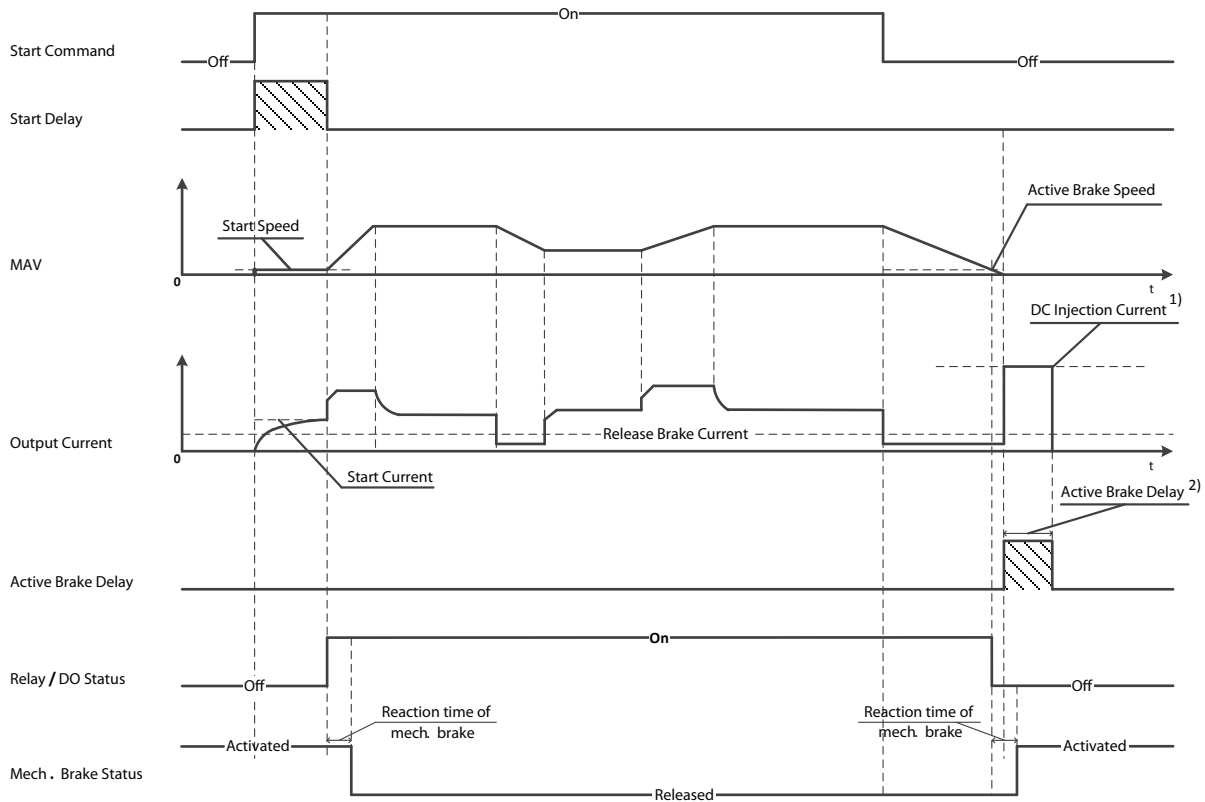 On
Start Command
Off
Off
Start Delay
Active Brake Speed
Start Speed
MAV
0
t
DC Injection Current 1)
Release Brake Current
Output Current
0
t
Start Current
Active Brake Delay 2)
Active Brake Delay
On
Relay / DO Status
Off
Off
Reaction time of
mech. brake
Reaction time of
mech. brake
Activated
Activated
Mech. Brake Status
Released